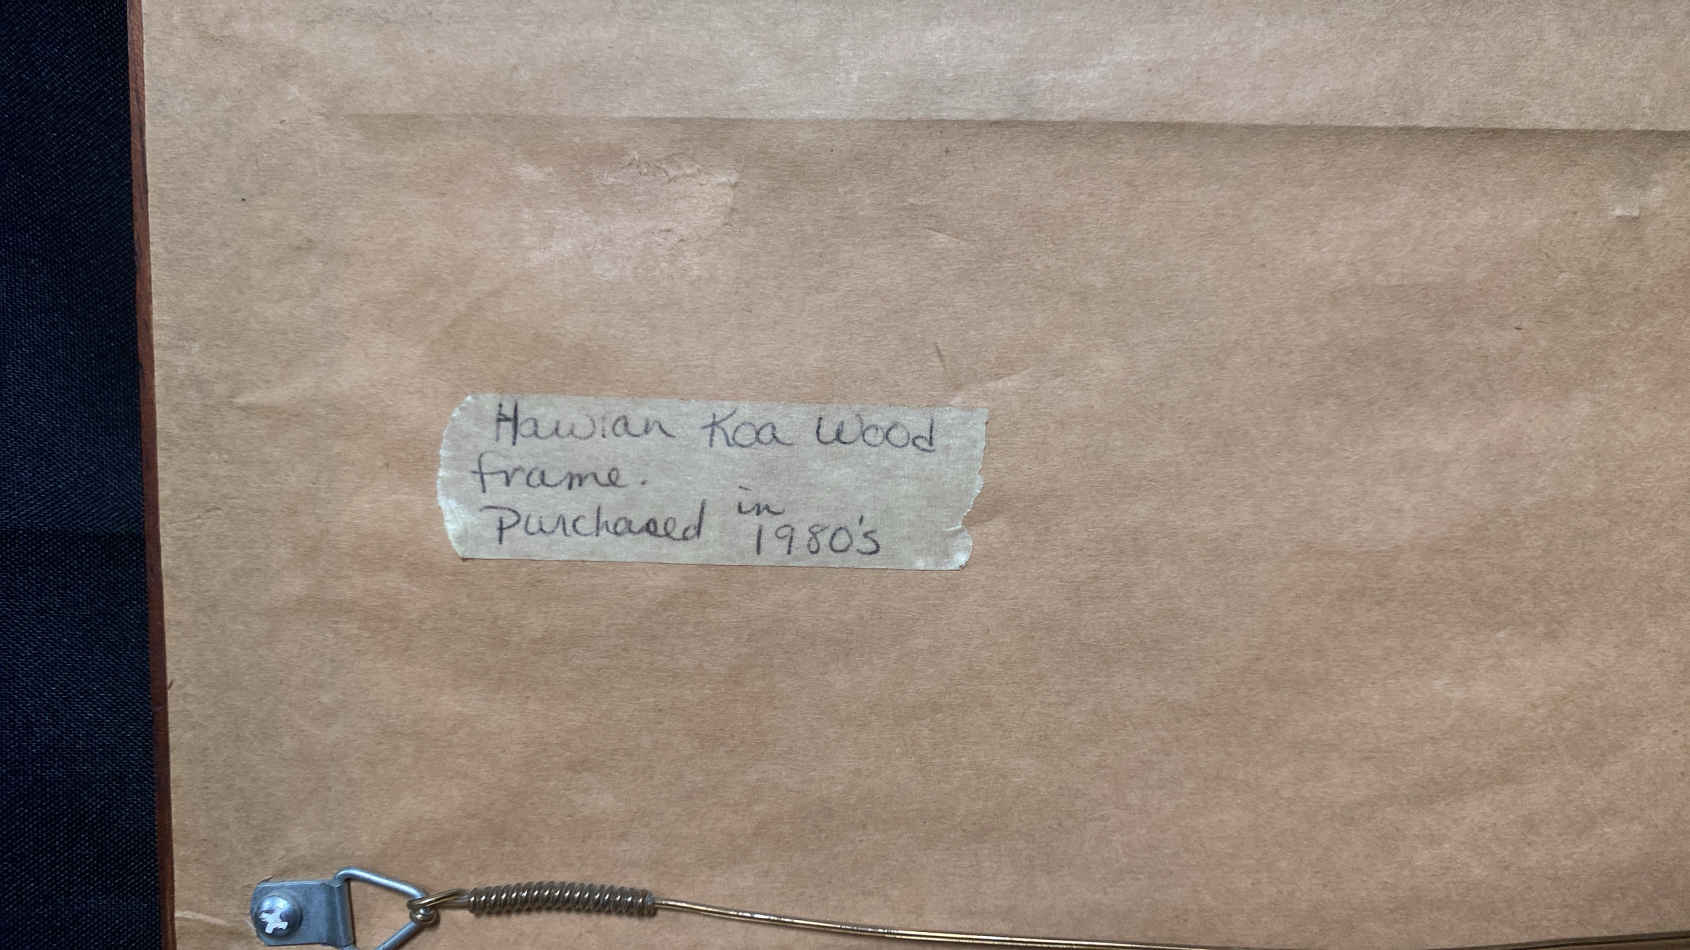 Hawian Koa Wood
frame.
Purchased in
1980's